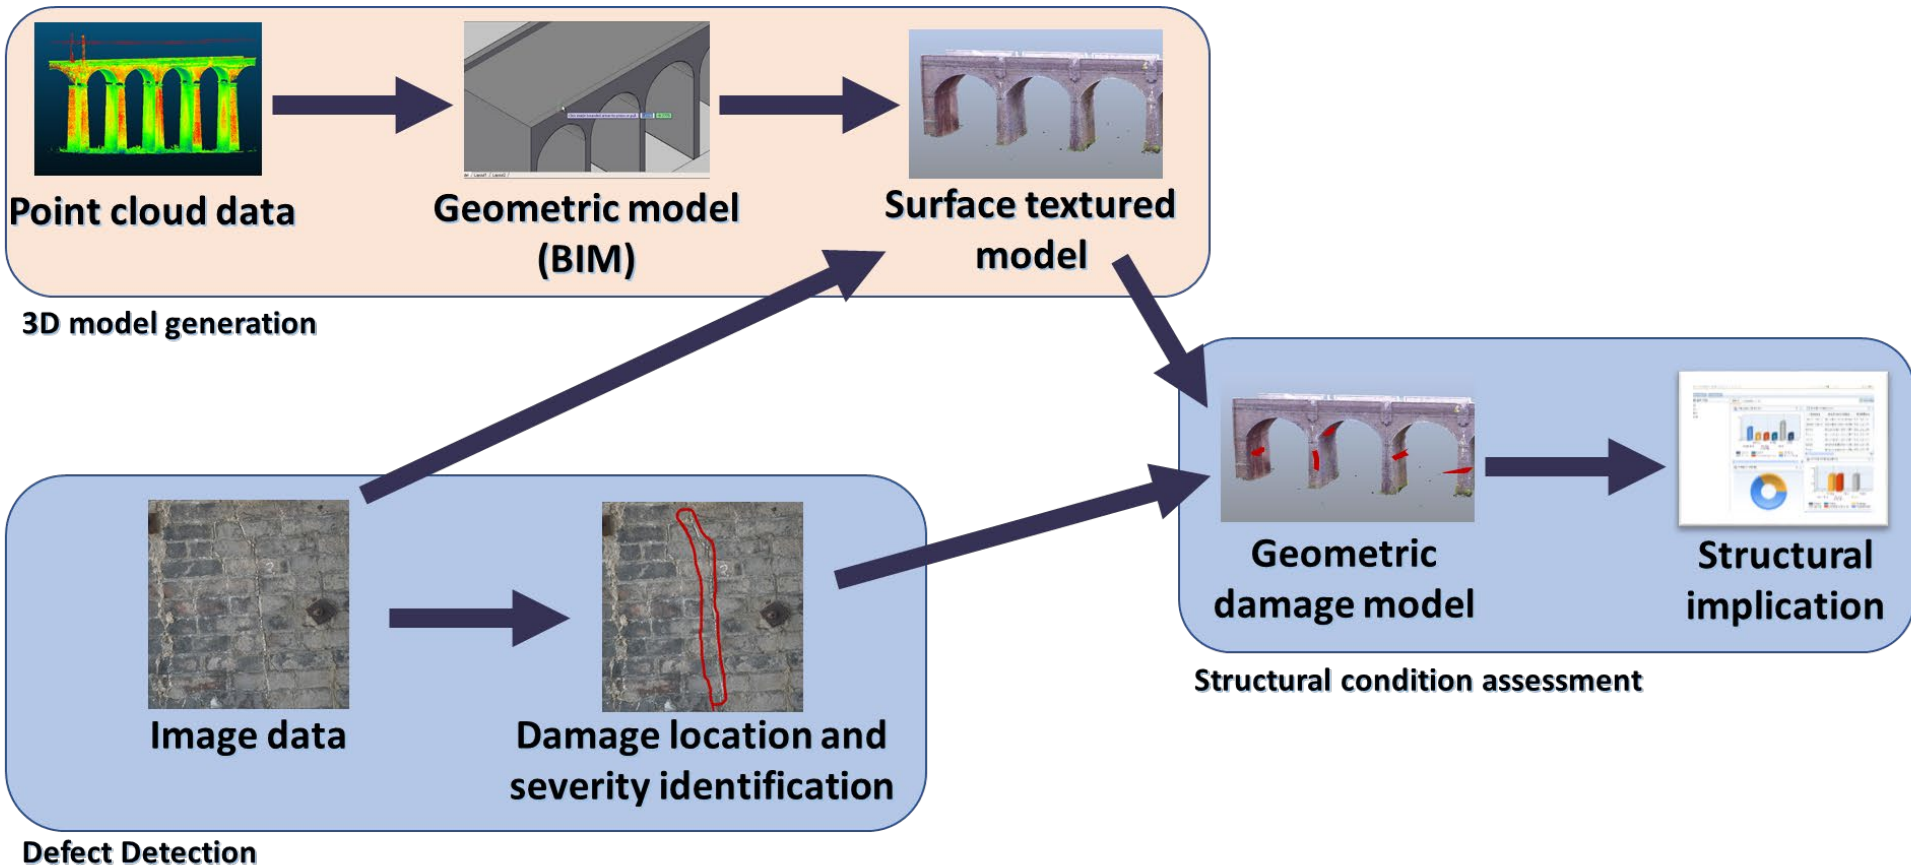 Point cloud data
Geometric model
(BIM)
Surface textured
model
3D model generation
Image data
Damage location and
severity identification
Defect Detection
Geometric
damage model
Structural
implication
Structural condition assessment